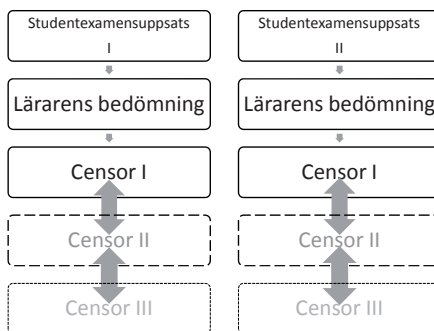 Studentexamensuppsats
I
Lärarens bedömning
Censor I
Censor II
Censor III
Studentexamensuppsats
II
Lärarens bedömning
Censor I
Censor II
Censor III